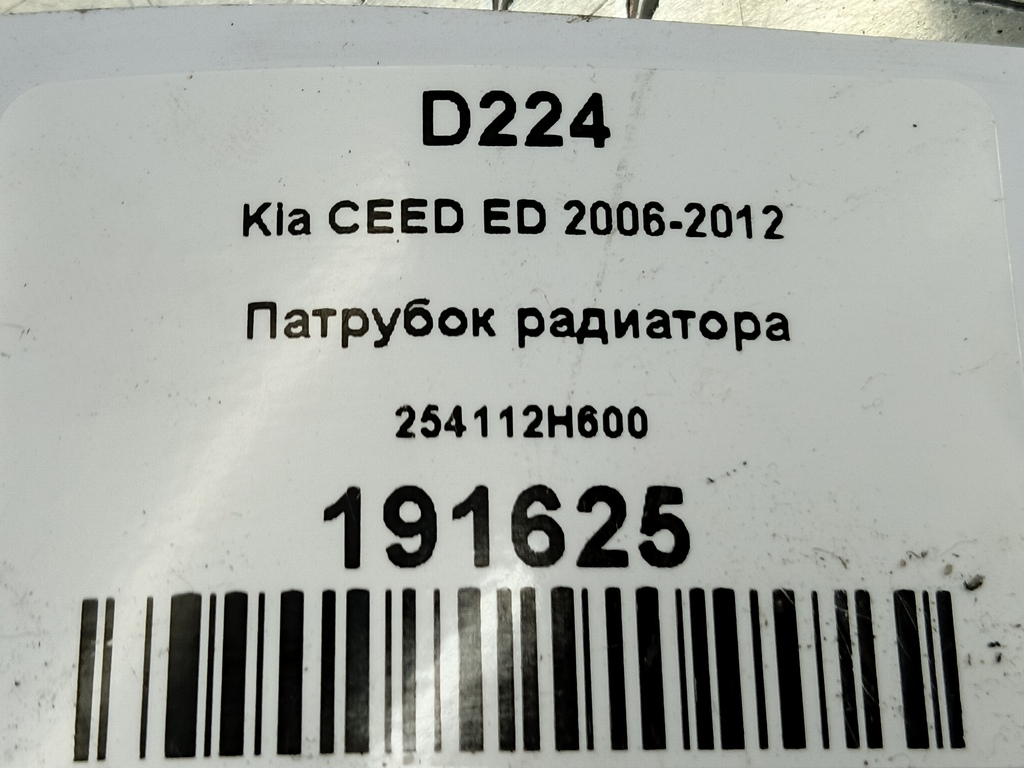 D224
Kia CEED ED 2006-2012
Патрубок радиатора
254112H600
191625